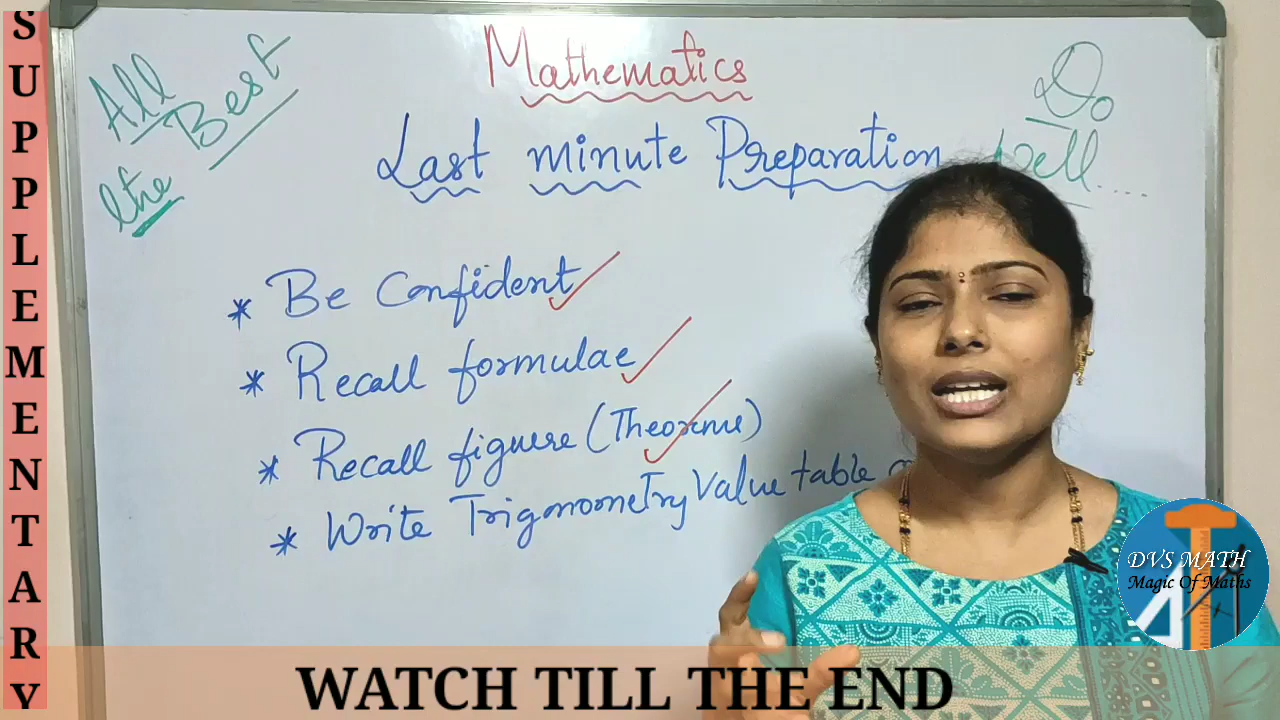 SUPPLEMENTARY
All
the Best
Mathematics
Do
well....
Last minute Preparation
* Be Confident
* Recall formulae
* Recall figure (Theorme)
* Write Trigonometry Value table
DVS MATH
Magic Of Maths
WATCH TILL THE END